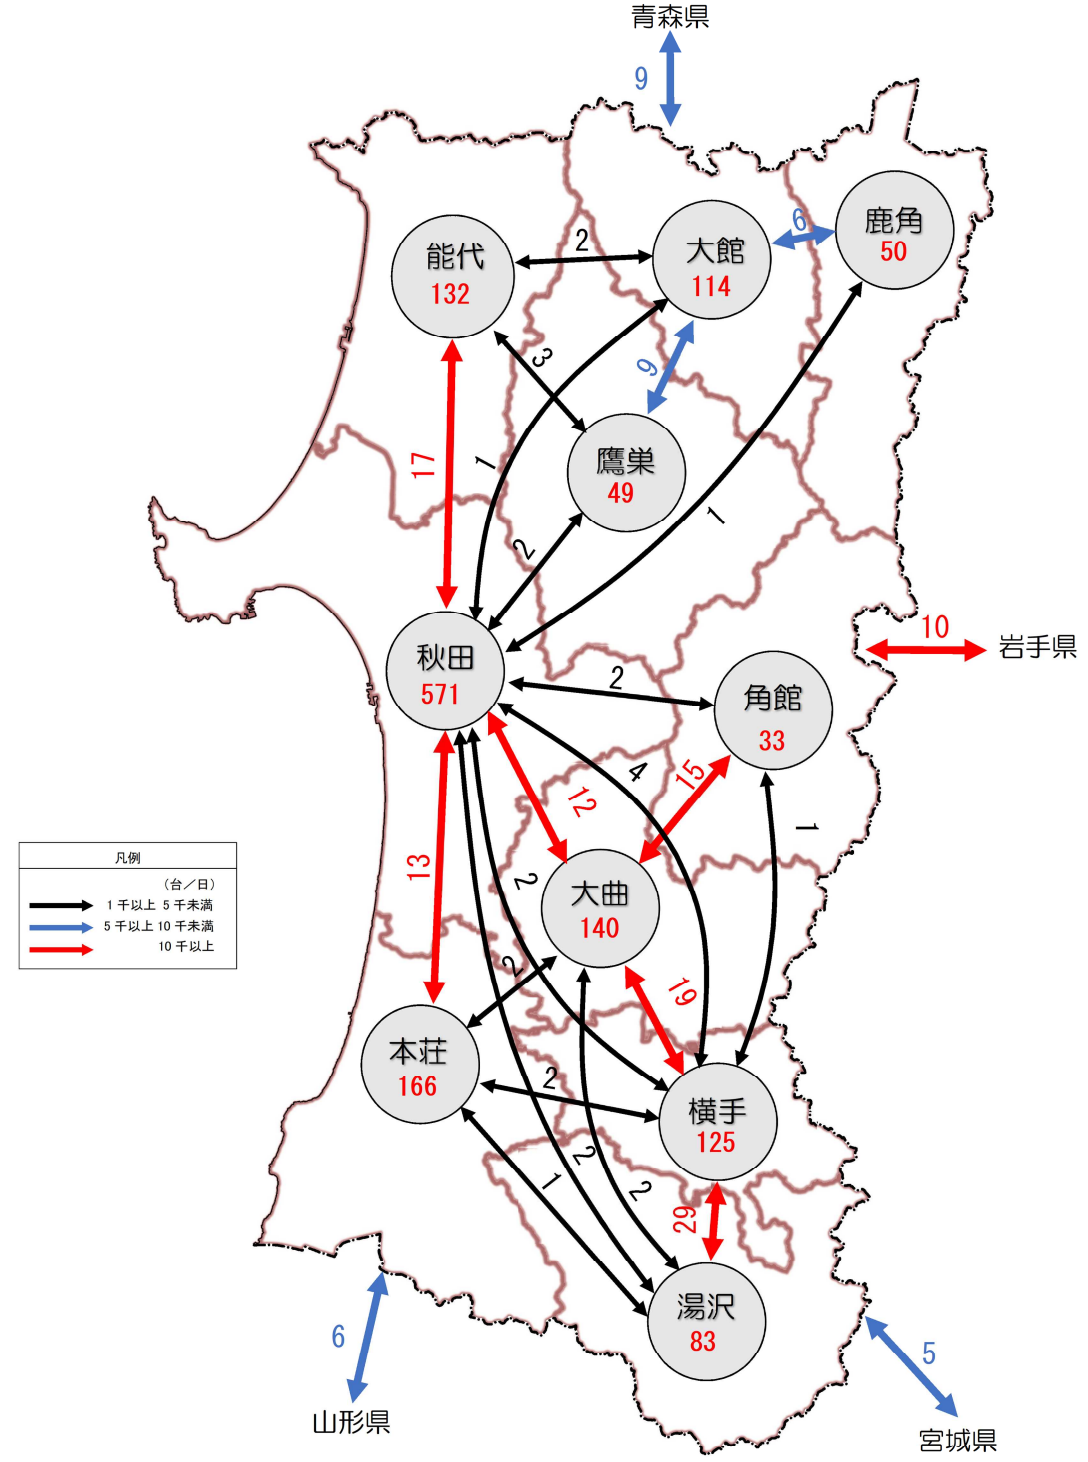 青森県
9
鹿角
50
6
大館
114
能代
132
2
3
9
鷹巣
49
17
1
2
1
秋田
571
10
岩手県
2
角館
33
4
15
12
1
13
2
大曲
140
2
19
本荘
166
2
横手
125
2
2
1
29
湯沢
83
6
山形県
5
宮城県
凡例
（台／日）
1 千以上 5 千未満
5 千以上 10 千未満
10 千以上